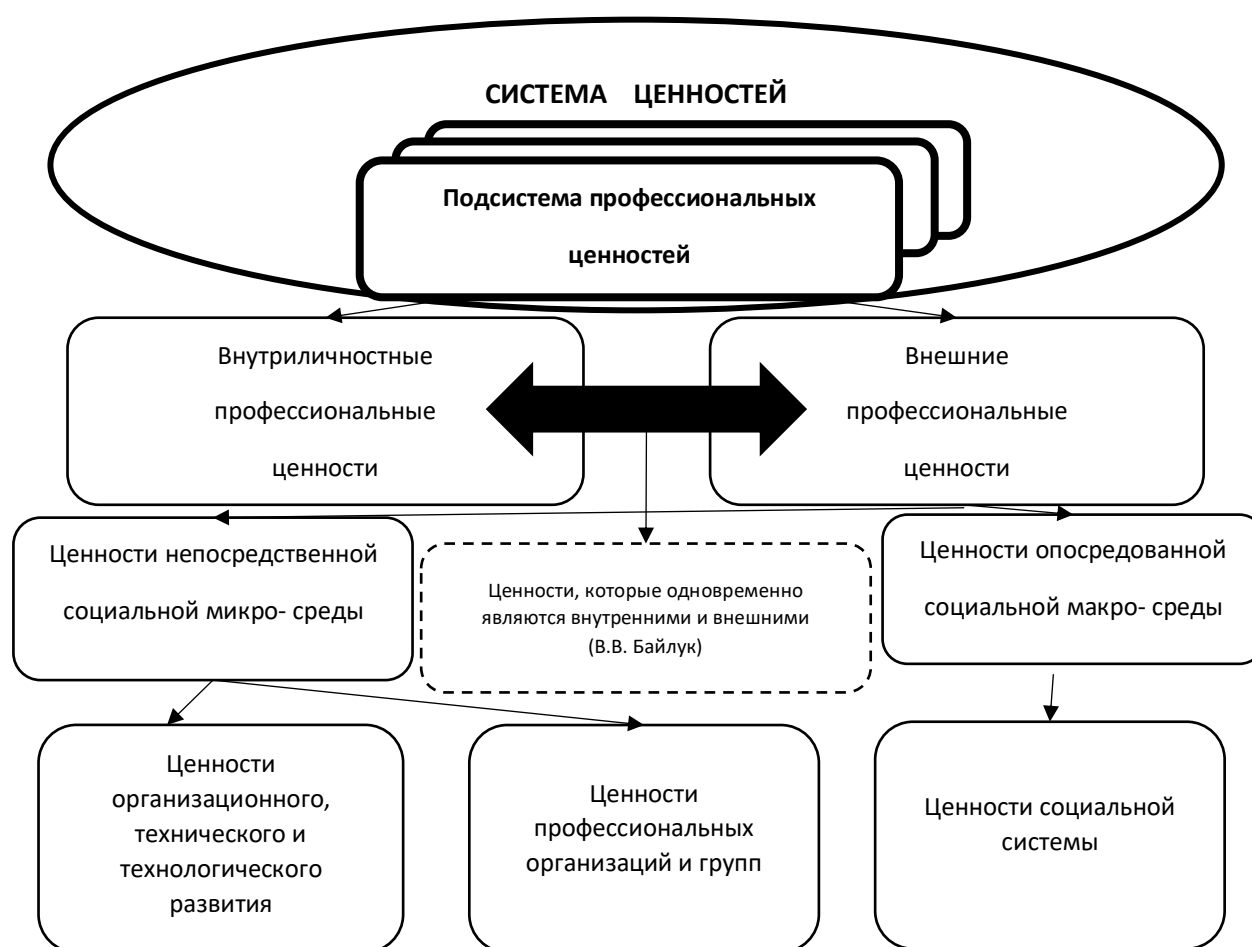 СИСТЕМА ЦЕННОСТЕЙ
Подсистема профессиональных
ценностей
Внутриличностные
профессиональные
ценности
Внешние
профессиональные
ценности
Ценности непосредственной
социальной микро- среды
Ценности, которые одновременно
являются внутренними и внешними
(В.В. Байлук)
Ценности опосредованной
социальной макро- среды
Ценности
организационного,
технического и
технологического
развития
Ценности
профессиональных
организаций и групп
Ценности социальной
системы